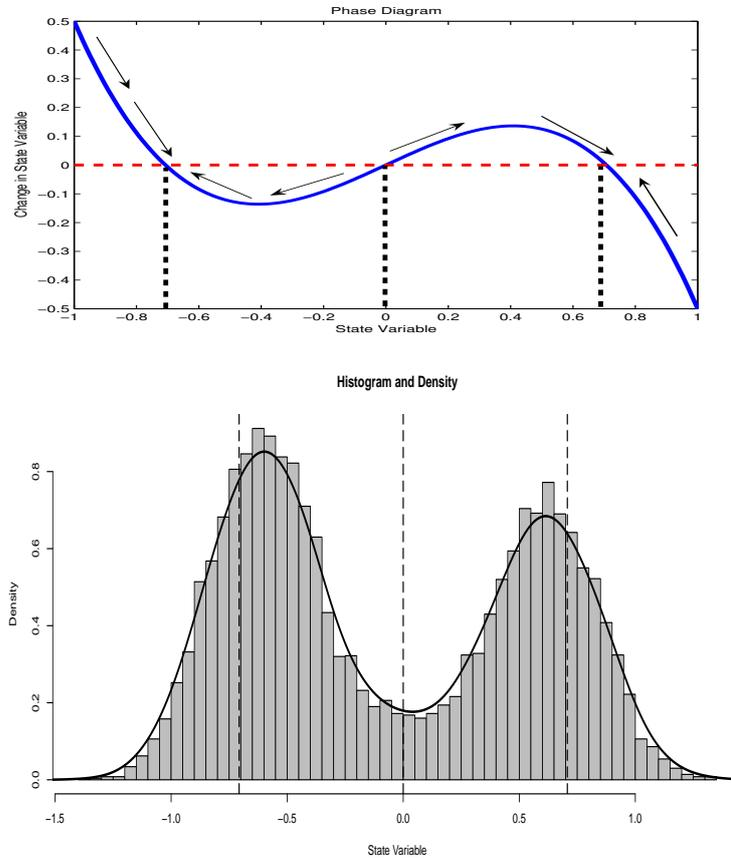 Phase Diagram
0.5
0.4
0.3
0.2
0.1
0
−0.1
−0.2
−0.3
−0.4
−0.5
Change in State Variable
−1 −0.8 −0.6 −0.4 −0.2 0 0.2 0.4 0.6 0.8 1
State Variable
Histogram and Density
0.8
0.6
0.4
0.2
0.0
Density
−1.5 −1.0 −0.5 0.0 0.5 1.0
State Variable